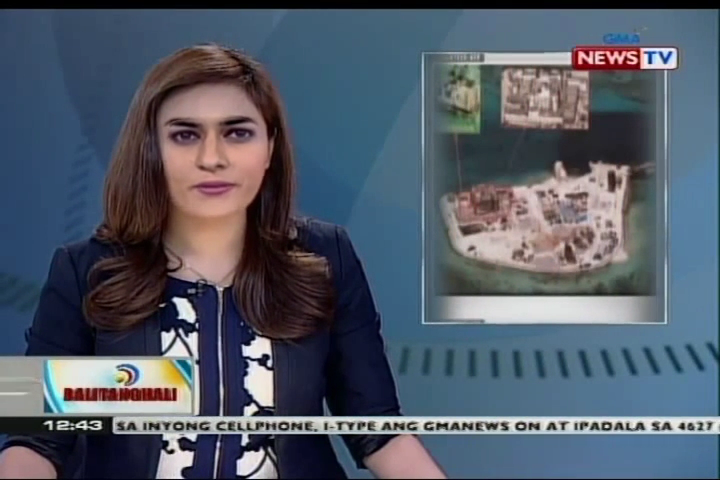 GMA
NEWS TV
BALITANGHALI
12:43
SA INYONG CELLPHONE, I-TYPE ANG GMANEWS ON AT IPADALA SA 4627